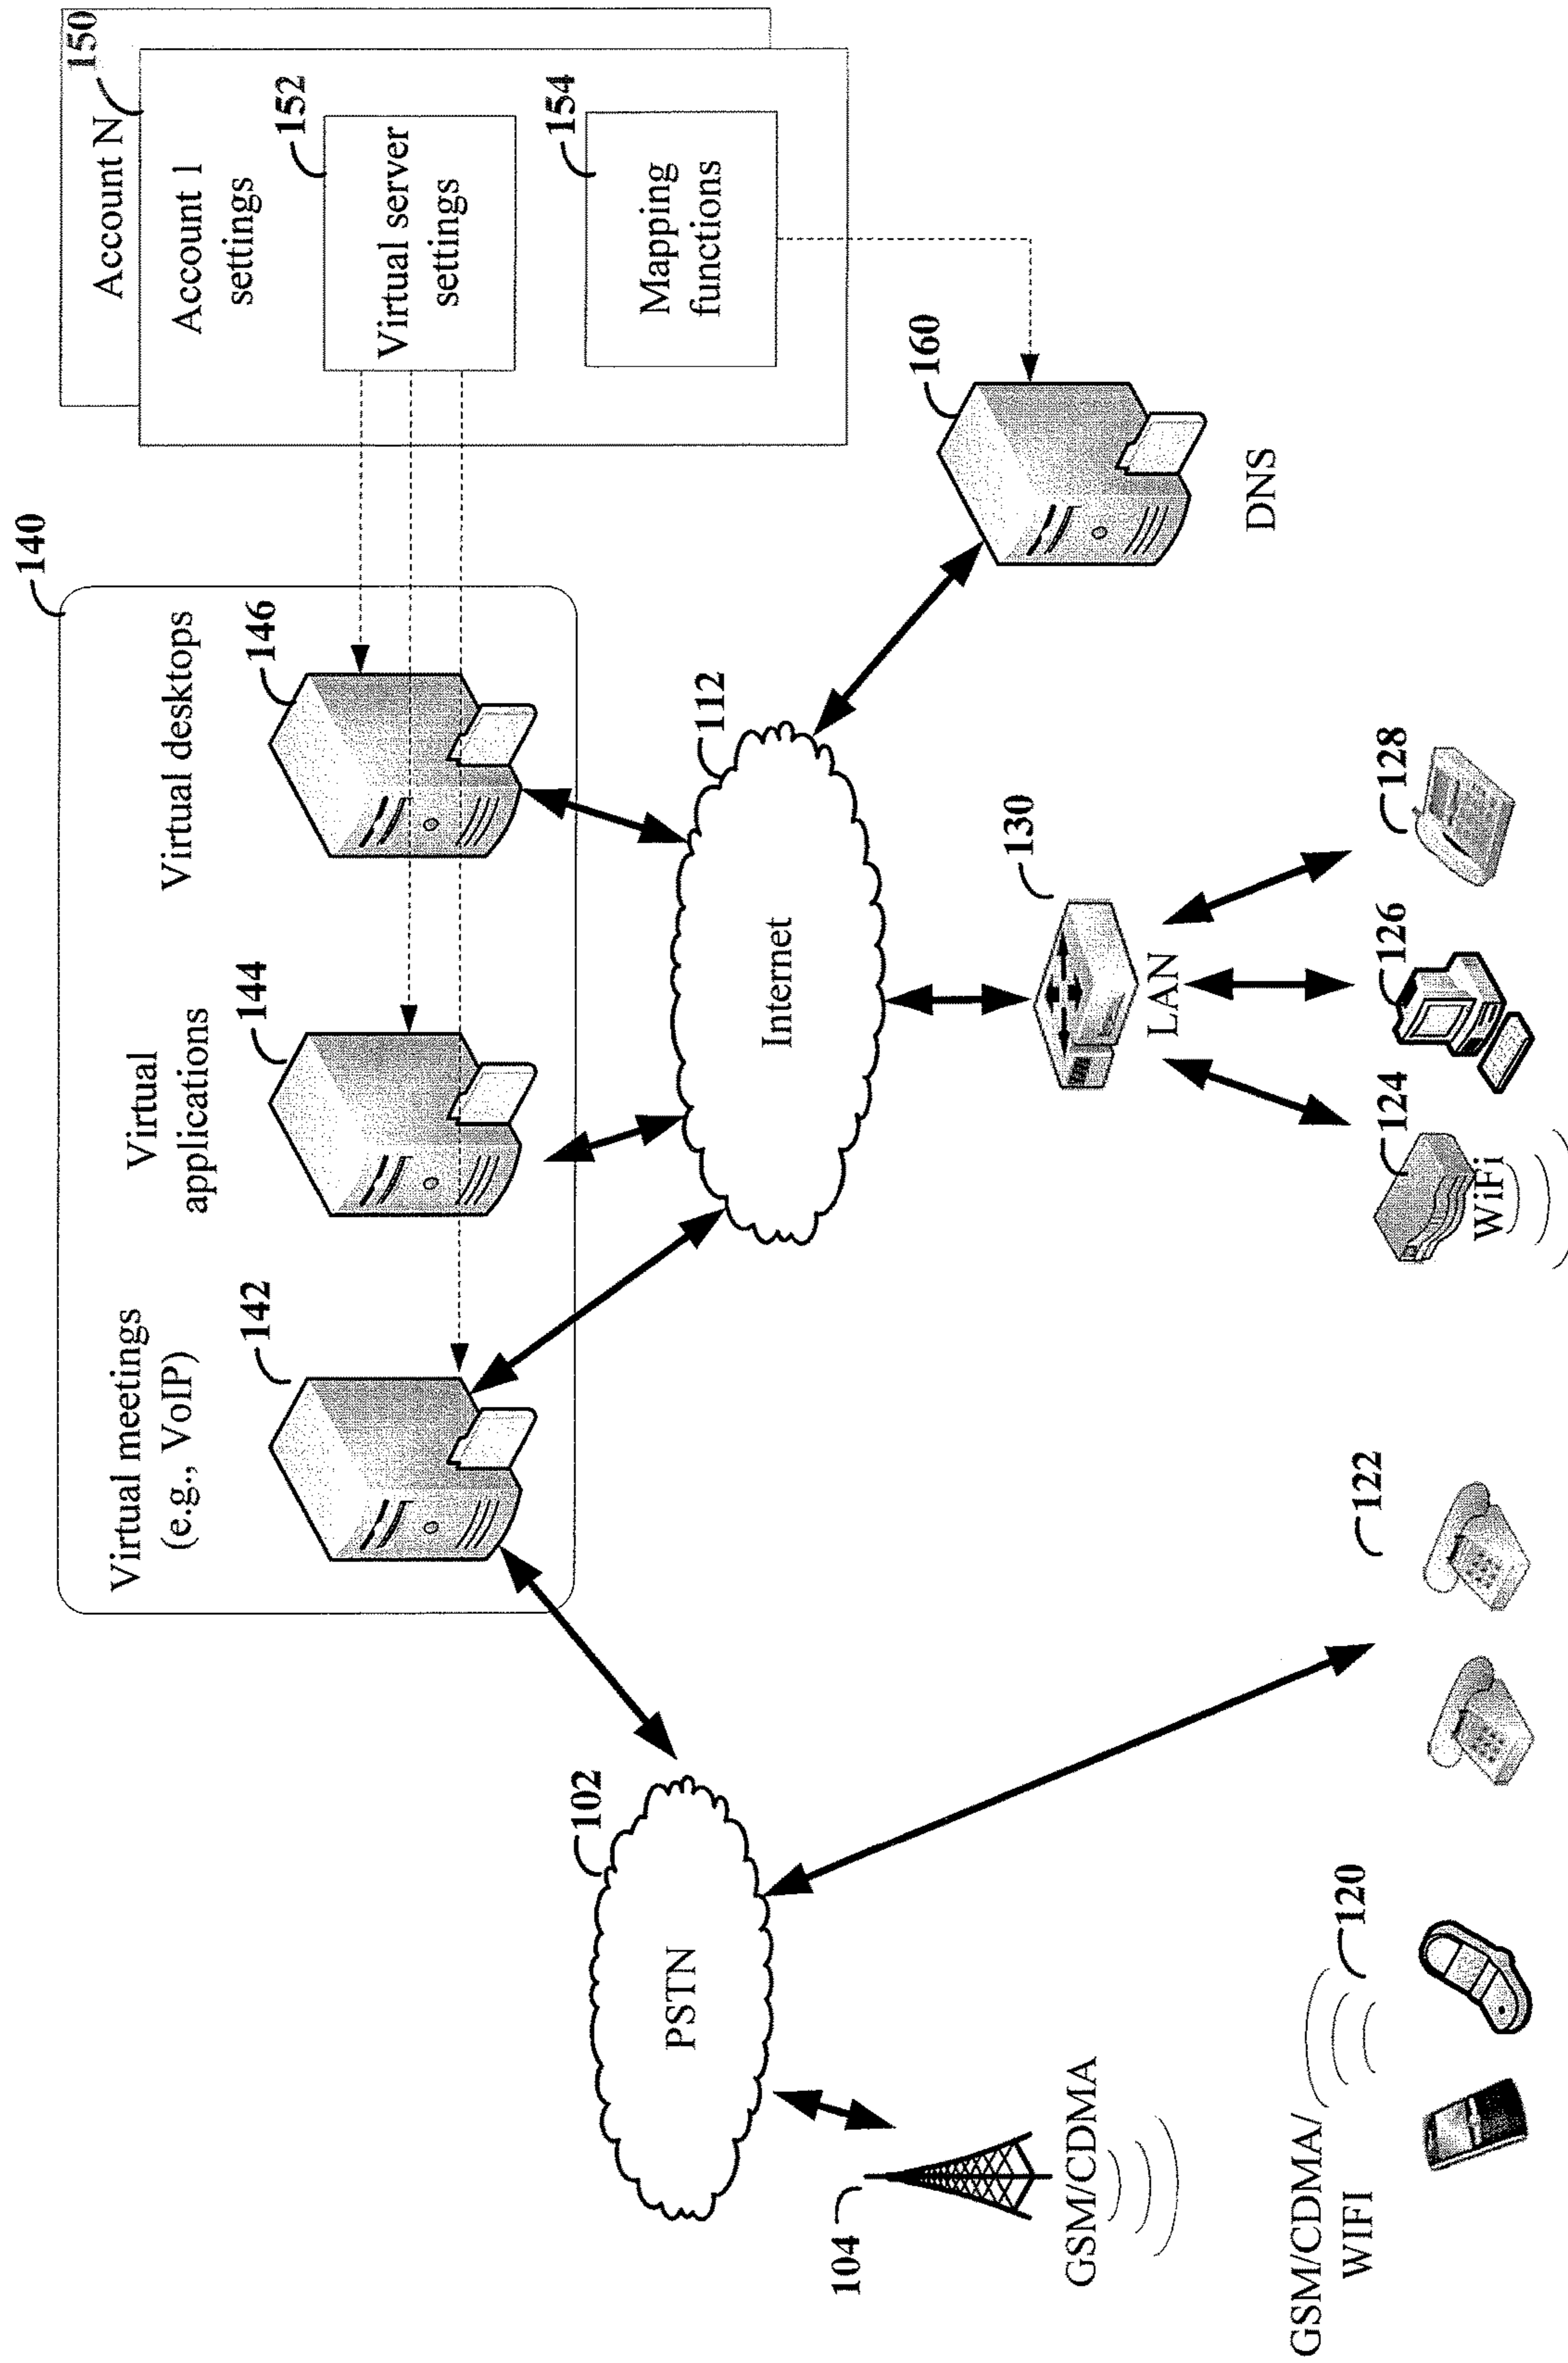 140
150
Virtual meetings
(e.g., VoIP)
Virtual
applications
Virtual desktops
Account N
Account 1
settings
142
144
146
152
Virtual server
settings
154
Mapping
functions
102
PSTN
112
Internet
160
DNS
104
GSM/CDMA
130
LAN
GSM/CDMA/
WIFI
120
122
124
WiFi
126
128